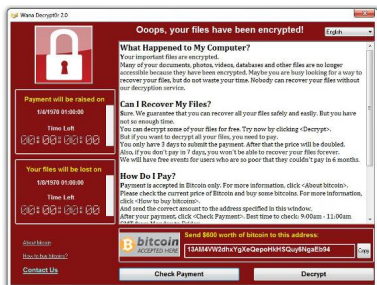 Wana Decrypt0r 2.0
Ooops, your files have been encrypted!
English
What Happened to My Computer?
Your important files are encrypted.
Many of your documents, photos, videos, databases and other files are no longer
accessible because they have been encrypted. Maybe you are busy looking for a way to
recover your files, but do not waste your time. Nobody can recover your files without
our decryption service.
Can I Recover My Files?
Sure. We guarantee that you can recover all your files safely and easily. But you have
not so enough time.
You can decrypt some of your files for free. Try now by clicking <Decrypt>.
But if you want to decrypt all your files, you need to pay.
You only have 3 days to submit the payment. After that the price will be doubled.
Also, if you don't pay in 7 days, you won't be able to recover your files forever.
We will have free events for users who are so poor that they couldn't pay in 6 months.
How Do I Pay?
Payment is accepted in Bitcoin only. For more information, click <About bitcoin>.
Please check the current price of Bitcoin and buy some bitcoins. For more information,
click <How to buy bitcoins>.
And send the correct amount to the address specified in this window.
After your payment, click <Check Payment>. Best time to check: 9:00am - 11:00am
GMT from Monday to Friday.
Payment will be raised on
1/4/1970 01:00:00
Time Left
00:00:00:00
Your files will be lost on
1/8/1970 01:00:00
Time Left
00:00:00:00
About bitcoin
How to buy bitcoins?
Contact Us
bitcoin
ACCEPTED HERE
Send $600 worth of bitcoin to this address:
13AM4VW2dhxYgXeQepoHkHSQuy6NgaEb94
Copy
Check Payment
Decrypt